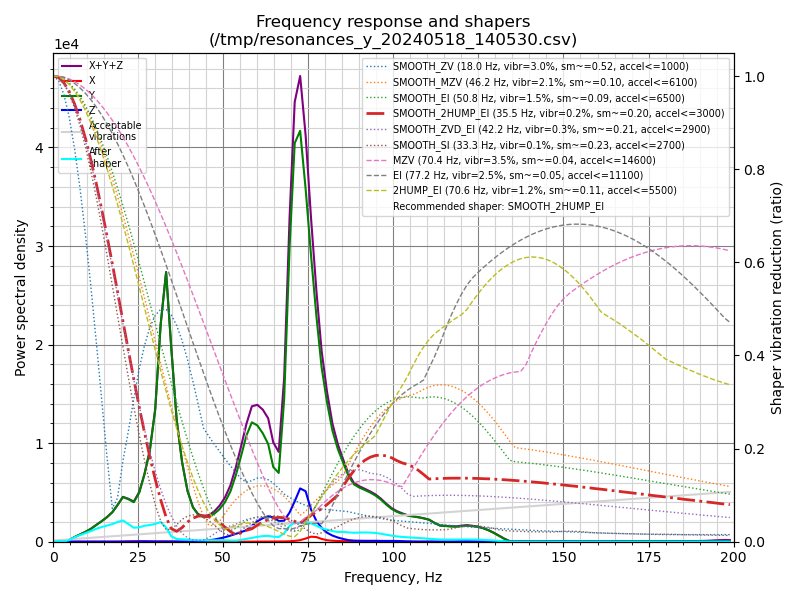 Frequency response and shapers
(/tmp/resonances_y_20240518_140530.csv)
1e4
X+Y+Z
X
Y
Z
Acceptable
vibrations
After
shaper
SMOOTH_ZV (18.0 Hz, vibr=3.0%, sm~=0.52, accel<=1000)
SMOOTH_MZV (46.2 Hz, vibr=2.1%, sm~=0.10, accel<=6100)
SMOOTH_EI (50.8 Hz, vibr=1.5%, sm~=0.09, accel<=6500)
SMOOTH_2HUMP_EI (35.5 Hz, vibr=0.2%, sm~=0.20, accel<=3000)
SMOOTH_ZVD_EI (42.2 Hz, vibr=0.3%, sm~=0.21, accel<=2900)
SMOOTH_SI (33.3 Hz, vibr=0.1%, sm~=0.23, accel<=2700)
MZV (70.4 Hz, vibr=3.5%, sm~=0.04, accel<=14600)
EI (77.2 Hz, vibr=2.5%, sm~=0.05, accel<=11100)
2HUMP_EI (70.6 Hz, vibr=1.2%, sm~=0.11, accel<=5500)
Recommended shaper: SMOOTH_2HUMP_EI
Power spectral density
4
3
2
1
0
1.0
0.8
0.6
0.4
0.2
0.0
Shaper vibration reduction (ratio)
0 25 50 75 100 125 150 175 200
Frequency, Hz